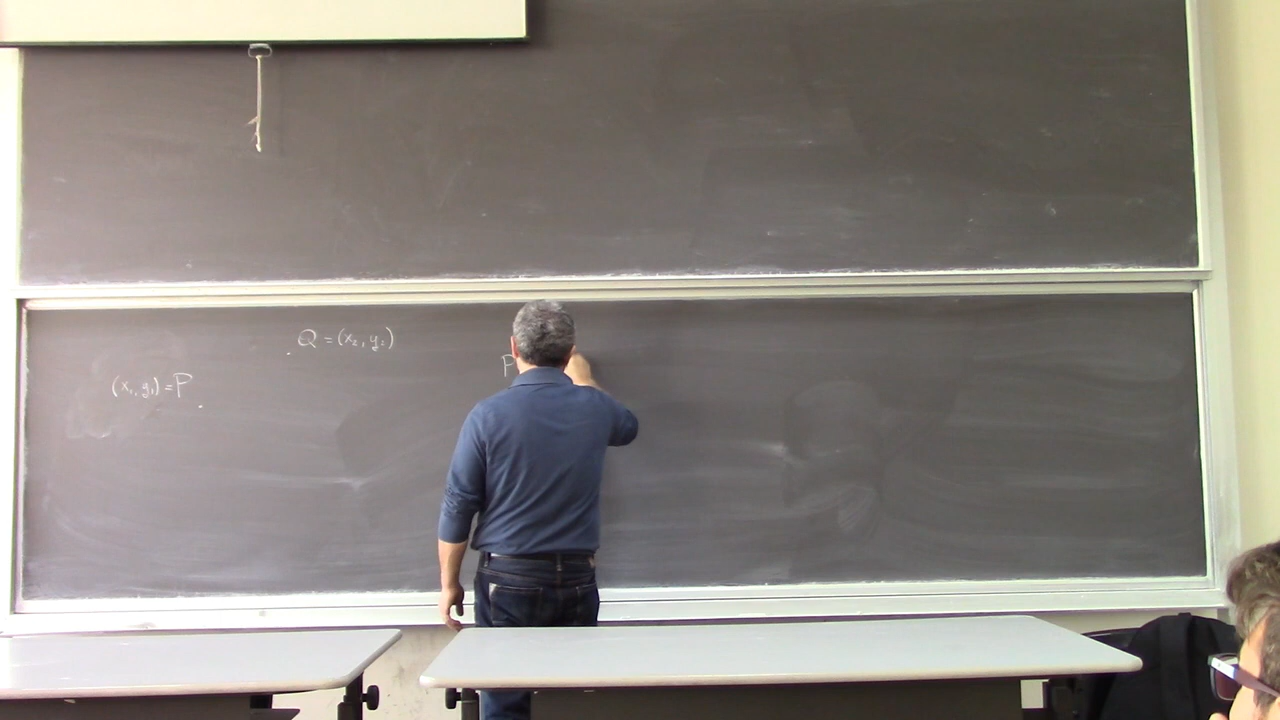 Q = (x₂, y₂)
P
(x₁, y₁) = P